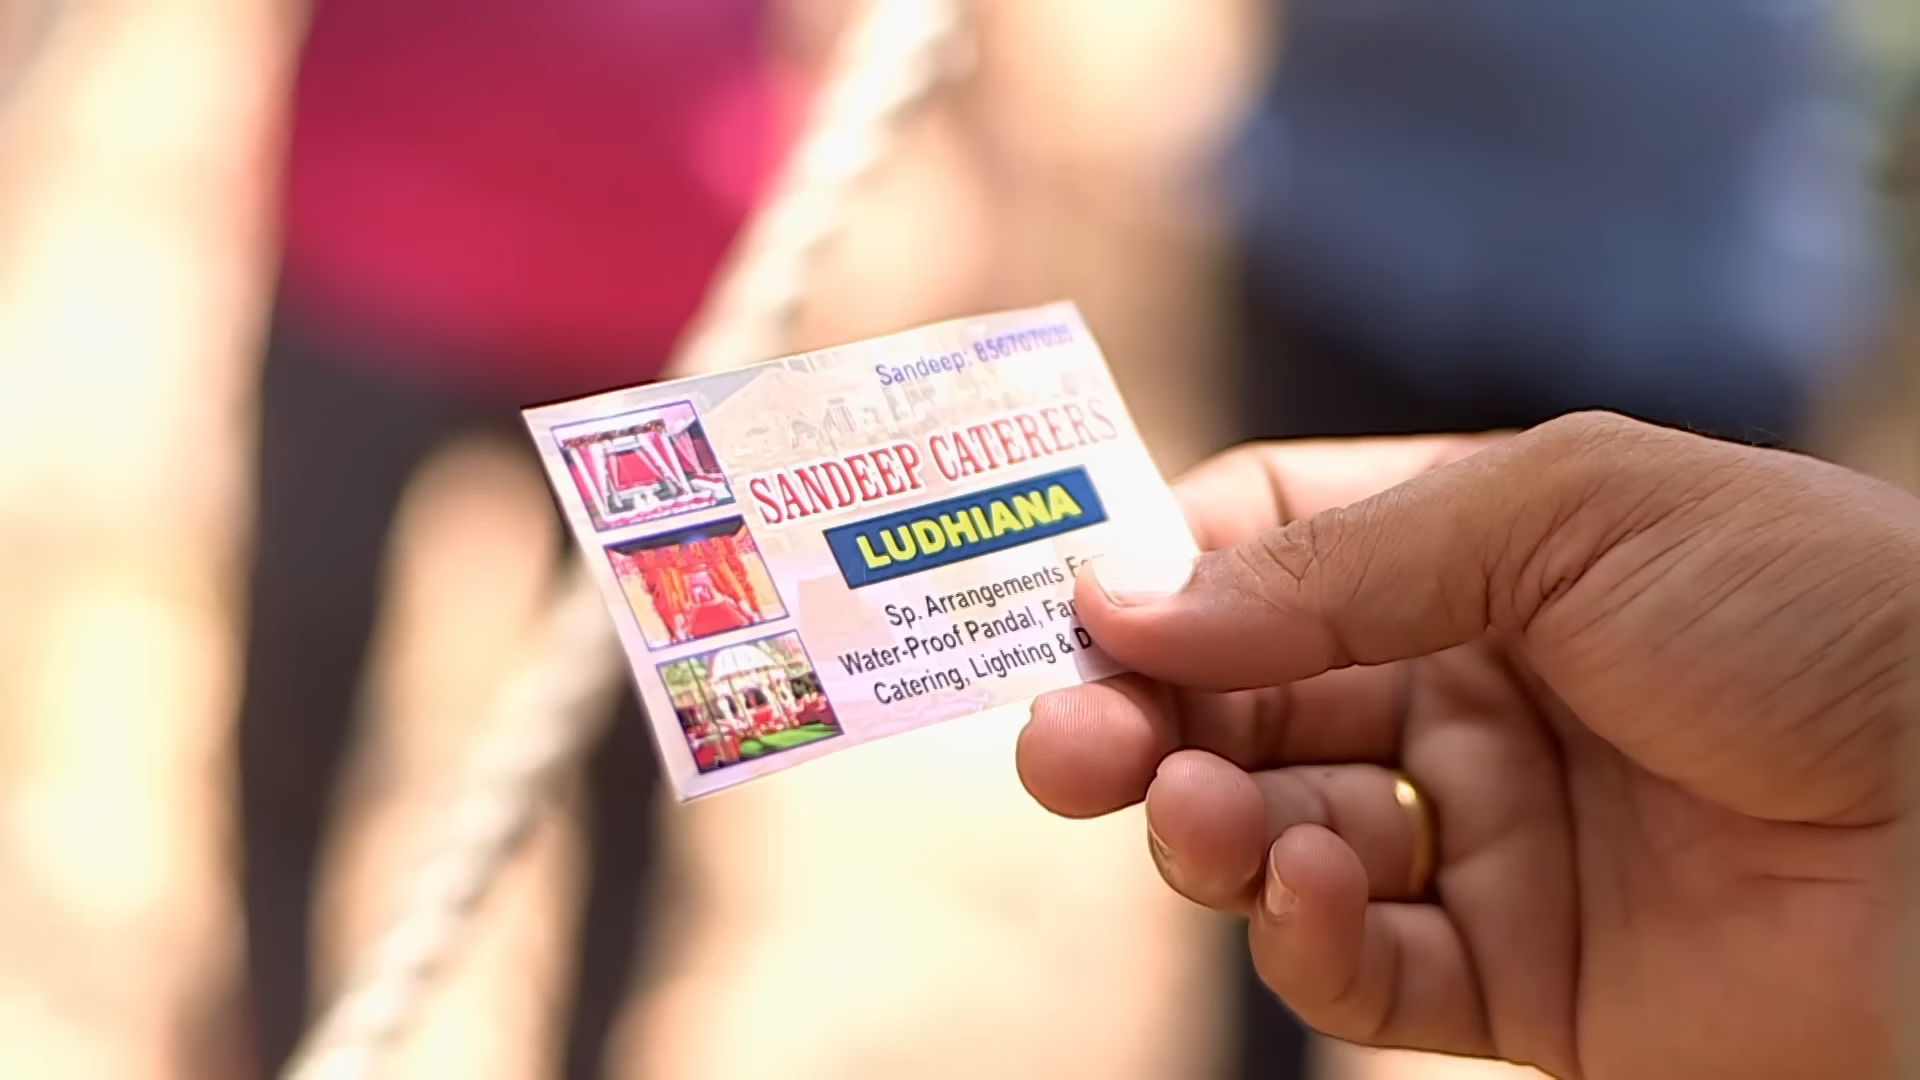 Sandeep:
SANDEEP CATERERS
LUDHIANA
Sp. Arrangements
Water-Proof Pandal,
Catering, Lighting &